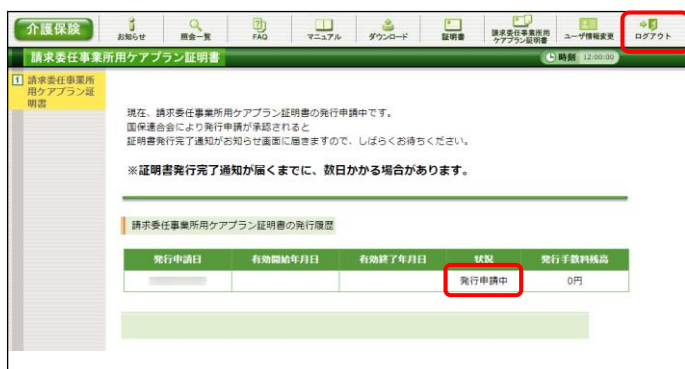 介護保険
お知らせ
照会一覧
FAQ
マニュアル
ダウンロード
証明書
請求委任事業所用
ケアプラン証明書
ユーザ情報変更
ログアウト
請求委任事業所用ケアプラン証明書
時刻 12:00:00
1 請求委任事業所
用ケアプラン証
明書
現在、請求委任事業所用ケアプラン証明書の発行申請中です。
国保連合会により発行申請が承認されると
証明書発行完了通知がお知らせ画面に届きますので、しばらくお待ちください。
※証明書発行完了通知が届くまでに、数日かかる場合があります。
請求委任事業所用ケアプラン証明書の発行履歴
発行申請日 有効開始年月日 有効終了年月日 状況 発行手数料残高
発行申請中 0円